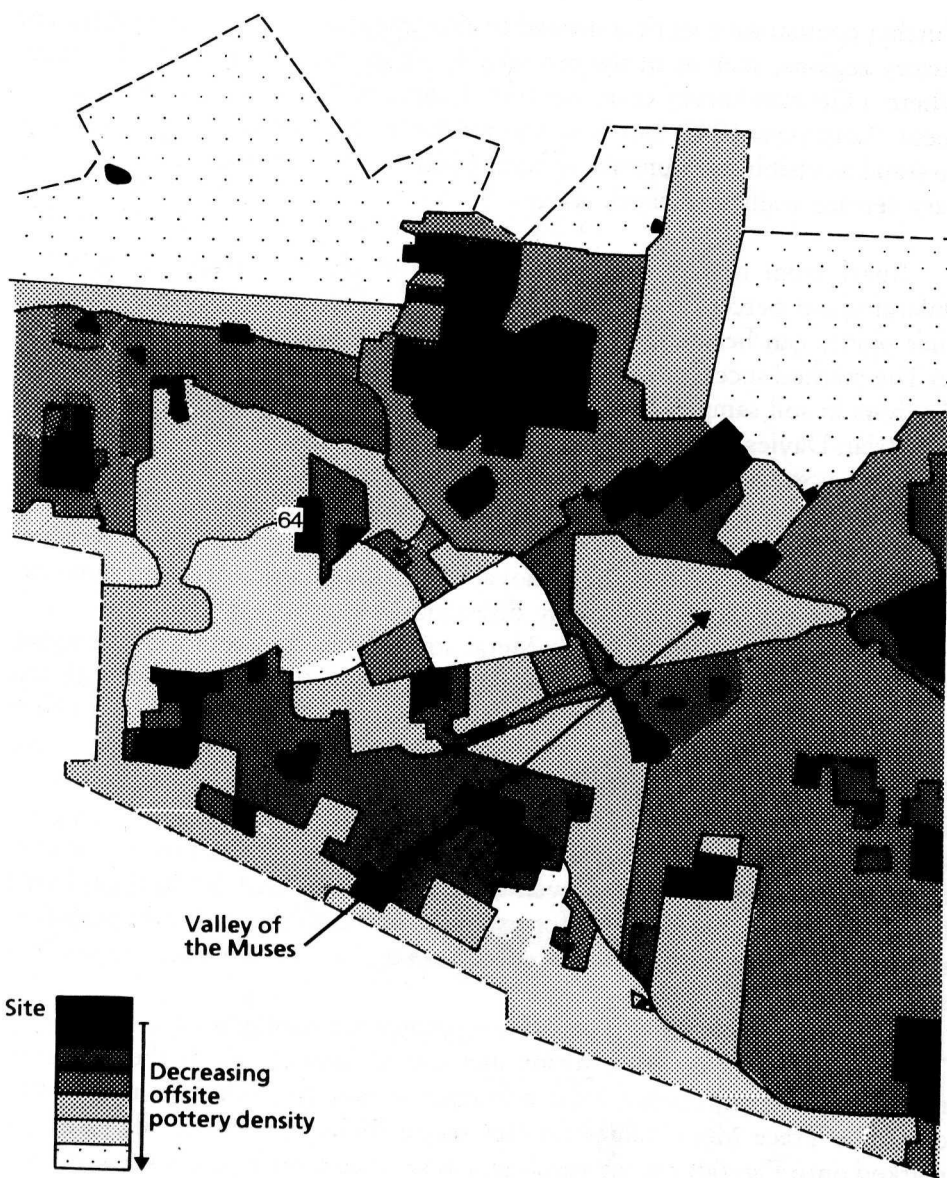 64
Valley of
the Muses
Site
Decreasing
offsite
pottery density